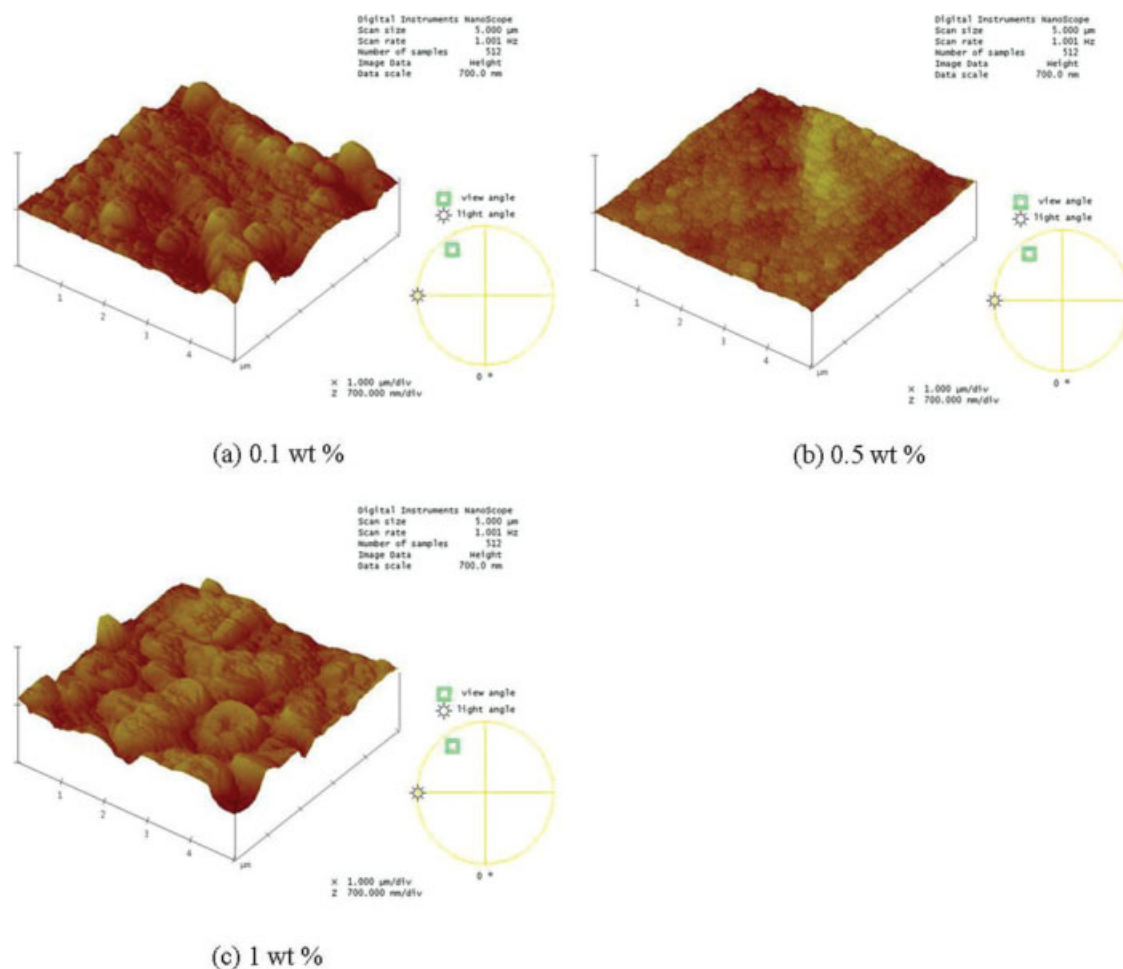 Digital Instruments NanoScope
Scan size 5.000 µm
Scan rate 1.001 Hz
Number of samples 512
Image Data Height
Data scale 700.0 nm
view angle
light angle
1
2
3
4
µm
0 °
X 1.000 µm/div
Z 700.000 nm/div
(a) 0.1 wt %
Digital Instruments NanoScope
Scan size 5.000 µm
Scan rate 1.001 Hz
Number of samples 512
Image Data Height
Data scale 700.0 nm
view angle
light angle
1
2
3
4
µm
0 °
X 1.000 µm/div
Z 700.000 nm/div
(b) 0.5 wt %
Digital Instruments NanoScope
Scan size 5.000 µm
Scan rate 1.001 Hz
Number of samples 512
Image Data Height
Data scale 700.0 nm
view angle
light angle
1
2
3
4
µm
0 °
X 1.000 µm/div
Z 700.000 nm/div
(c) 1 wt %